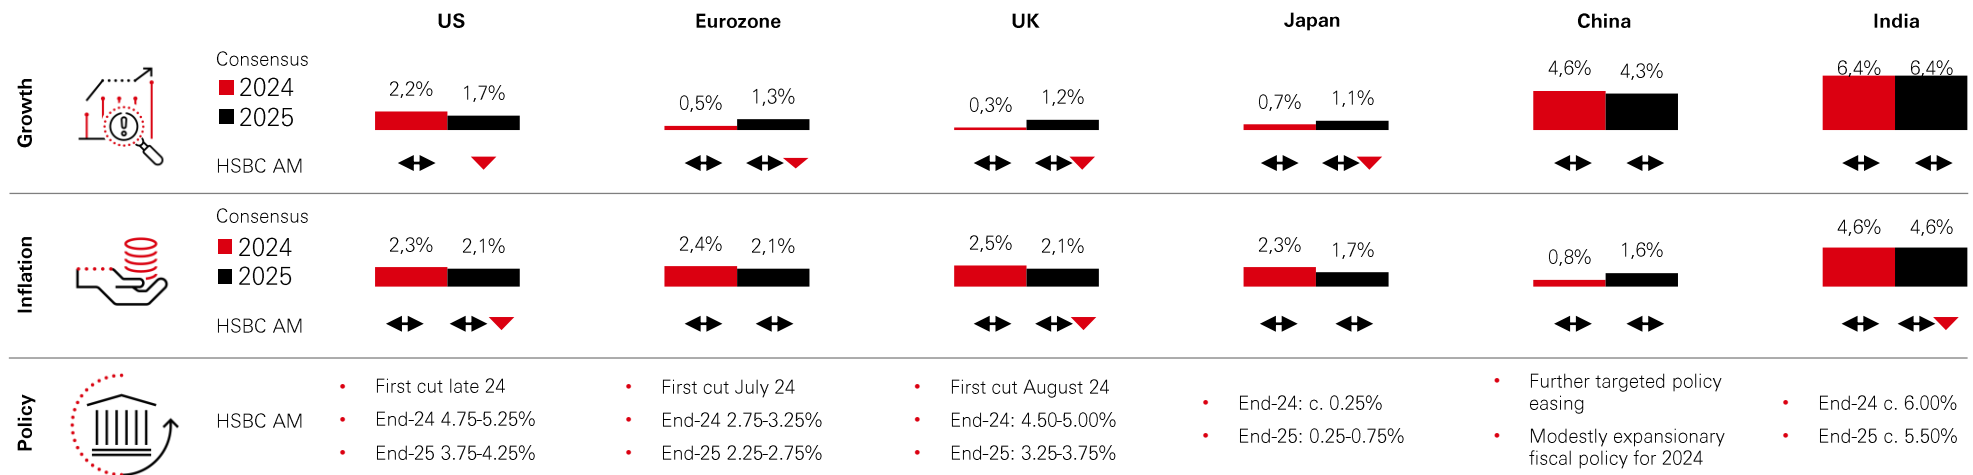 US Eurozone UK Japan China India
Growth
Consensus
2024
2025
2,2% 1,7% 0,5% 1,3% 0,3% 1,2% 0,7% 1,1% 4,6% 4,3% 6,4% 6,4%
HSBC AM
Inflation
Consensus
2024
2025
2,3% 2,1% 2,4% 2,1% 2,5% 2,1% 2,3% 1,7% 0,8% 1,6% 4,6% 4,6%
HSBC AM
Policy
HSBC AM
• First cut late 24
• End-24 4.75-5.25%
• End-25 3.75-4.25%
• First cut July 24
• End-24 2.75-3.25%
• End-25 2.25-2.75%
• First cut August 24
• End-24: 4.50-5.00%
• End-25: 3.25-3.75%
• End-24: c. 0.25%
• End-25: 0.25-0.75%
• Further targeted policy
easing
• Modestly expansionary
fiscal policy for 2024
• End-24 c. 6.00%
• End-25 c. 5.50%